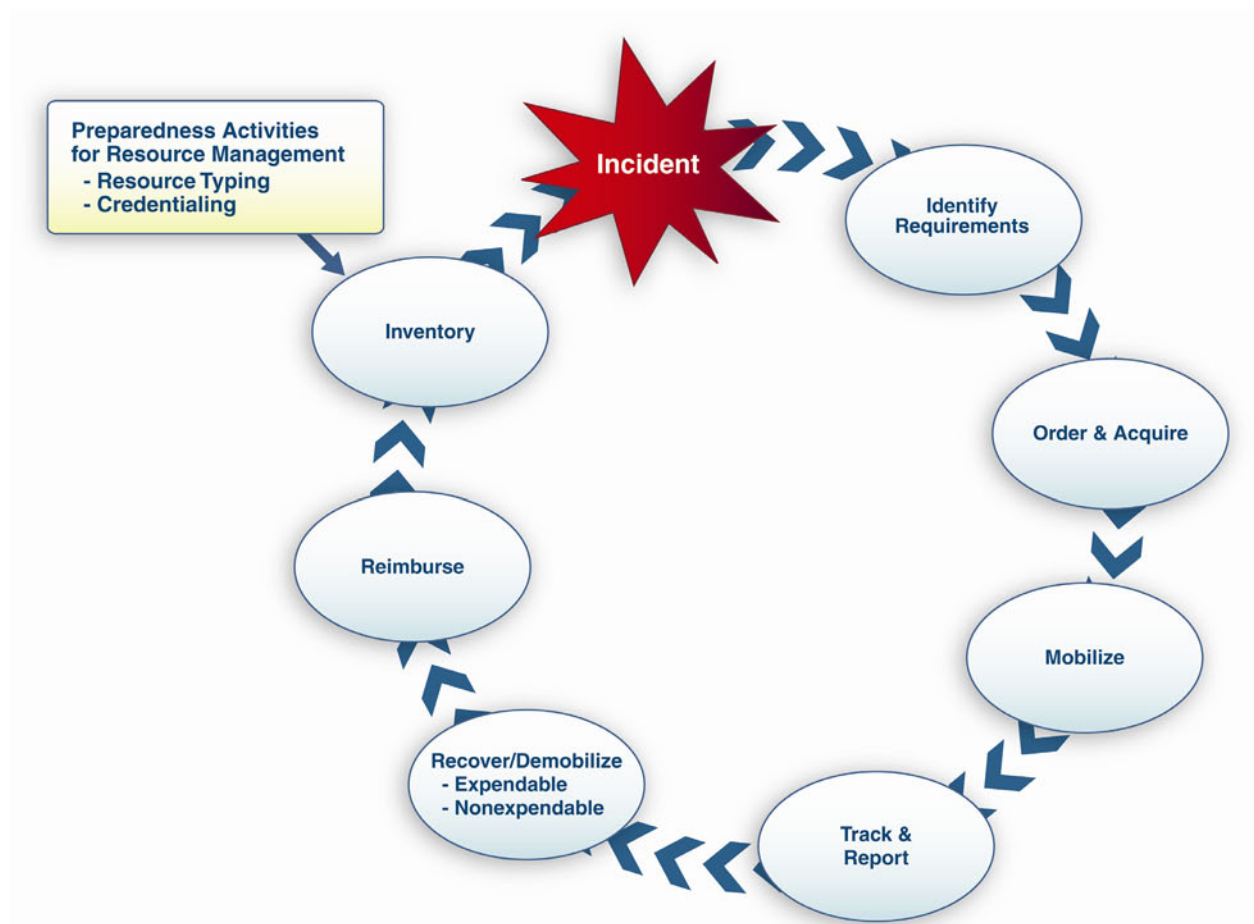 Preparedness Activities
for Resource Management
- Resource Typing
- Credentialing
Incident
Identify
Requirements
Order & Acquire
Mobilize
Track &
Report
Recover/Demobilize
- Expendable
- Nonexpendable
Reimburse
Inventory